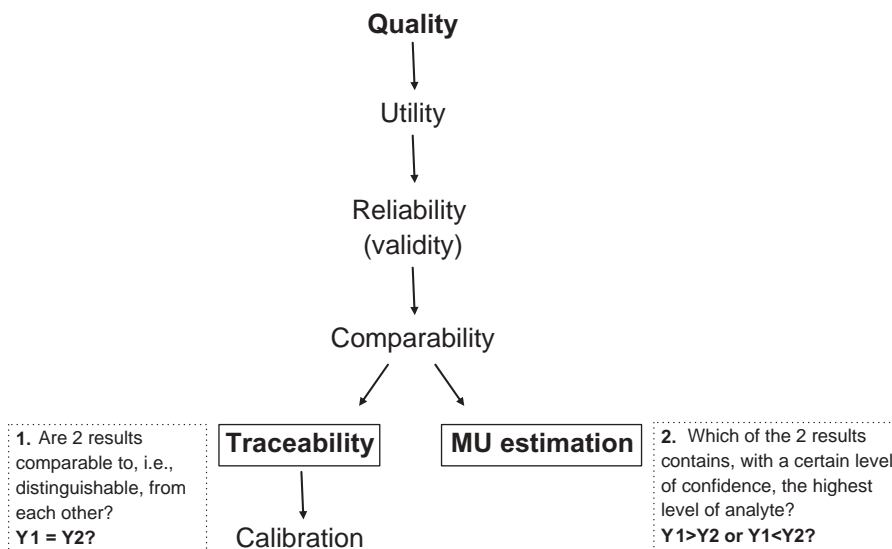 Quality
Utility
Reliability
(validity)
Comparability
1. Are 2 results
comparable to, i.e.,
distinguishable, from
each other?
Y1 = Y2?
Traceability
MU estimation
2. Which of the 2 results
contains, with a certain level
of confidence, the highest
level of analyte?
Y1>Y2 or Y1<Y2?
Calibration